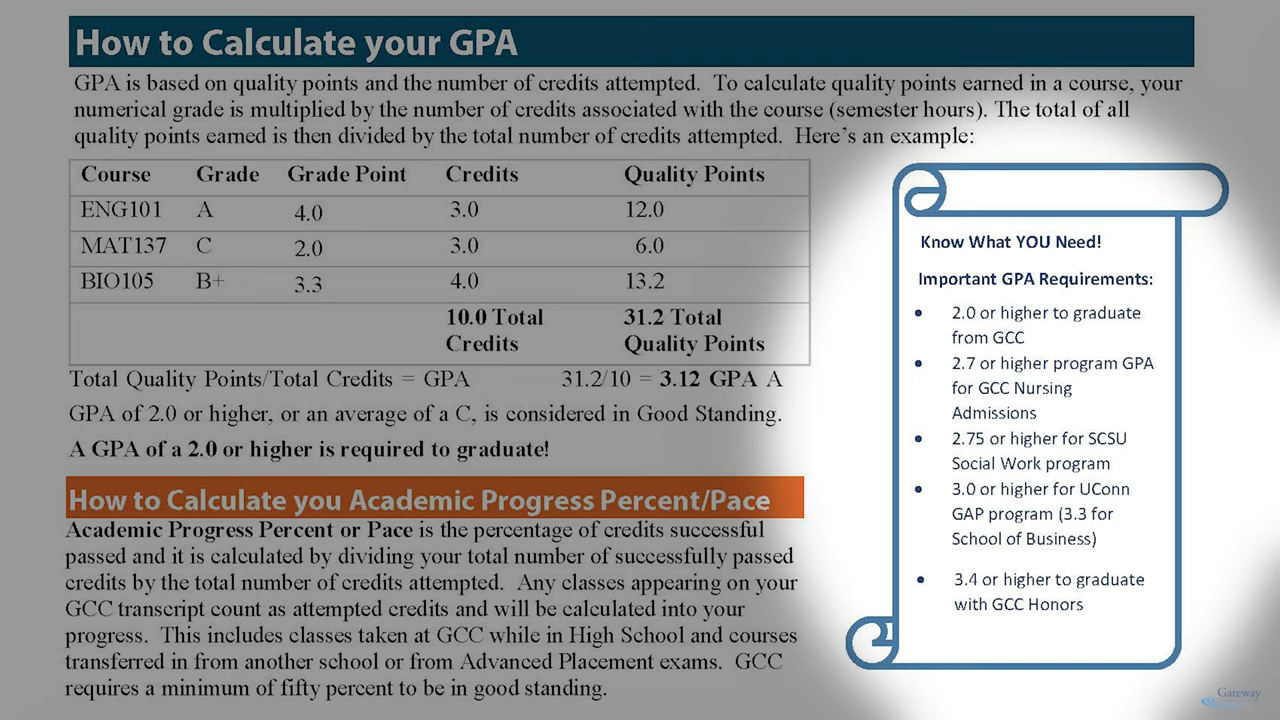 How to Calculate your GPA
GPA is based on quality points and the number of credits attempted. To calculate quality points earned in a course, your
numerical grade is multiplied by the number of credits associated with the course (semester hours). The total of all
quality points earned is then divided by the total number of credits attempted. Here's an example:
Course Grade Grade Point Credits Quality Points
ENG101 A 4.0 3.0 12.0
MAT137 C 2.0 3.0 6.0
BIO105 B+ 3.3 4.0 13.2
10.0 Total 31.2 Total
Credits Quality Points
Total Quality Points/Total Credits = GPA 31.2/10 = 3.12 GPA A
GPA of 2.0 or higher, or an average of a C, is considered in Good Standing.
A GPA of a 2.0 or higher is required to graduate!
How to Calculate you Academic Progress Percent/Pace
Academic Progress Percent or Pace is the percentage of credits successful
passed and it is calculated by dividing your total number of successfully passed
credits by the total number of credits attempted. Any classes appearing on your
GCC transcript count as attempted credits and will be calculated into your
progress. This includes classes taken at GCC while in High School and courses
transferred in from another school or from Advanced Placement exams. GCC
requires a minimum of fifty percent to be in good standing.
Know What YOU Need!
Important GPA Requirements:
• 2.0 or higher to graduate
from GCC
• 2.7 or higher program GPA
for GCC Nursing
Admissions
• 2.75 or higher for SCSU
Social Work program
• 3.0 or higher for UConn
GAP program (3.3 for
School of Business)
• 3.4 or higher to graduate
with GCC Honors
Gateway